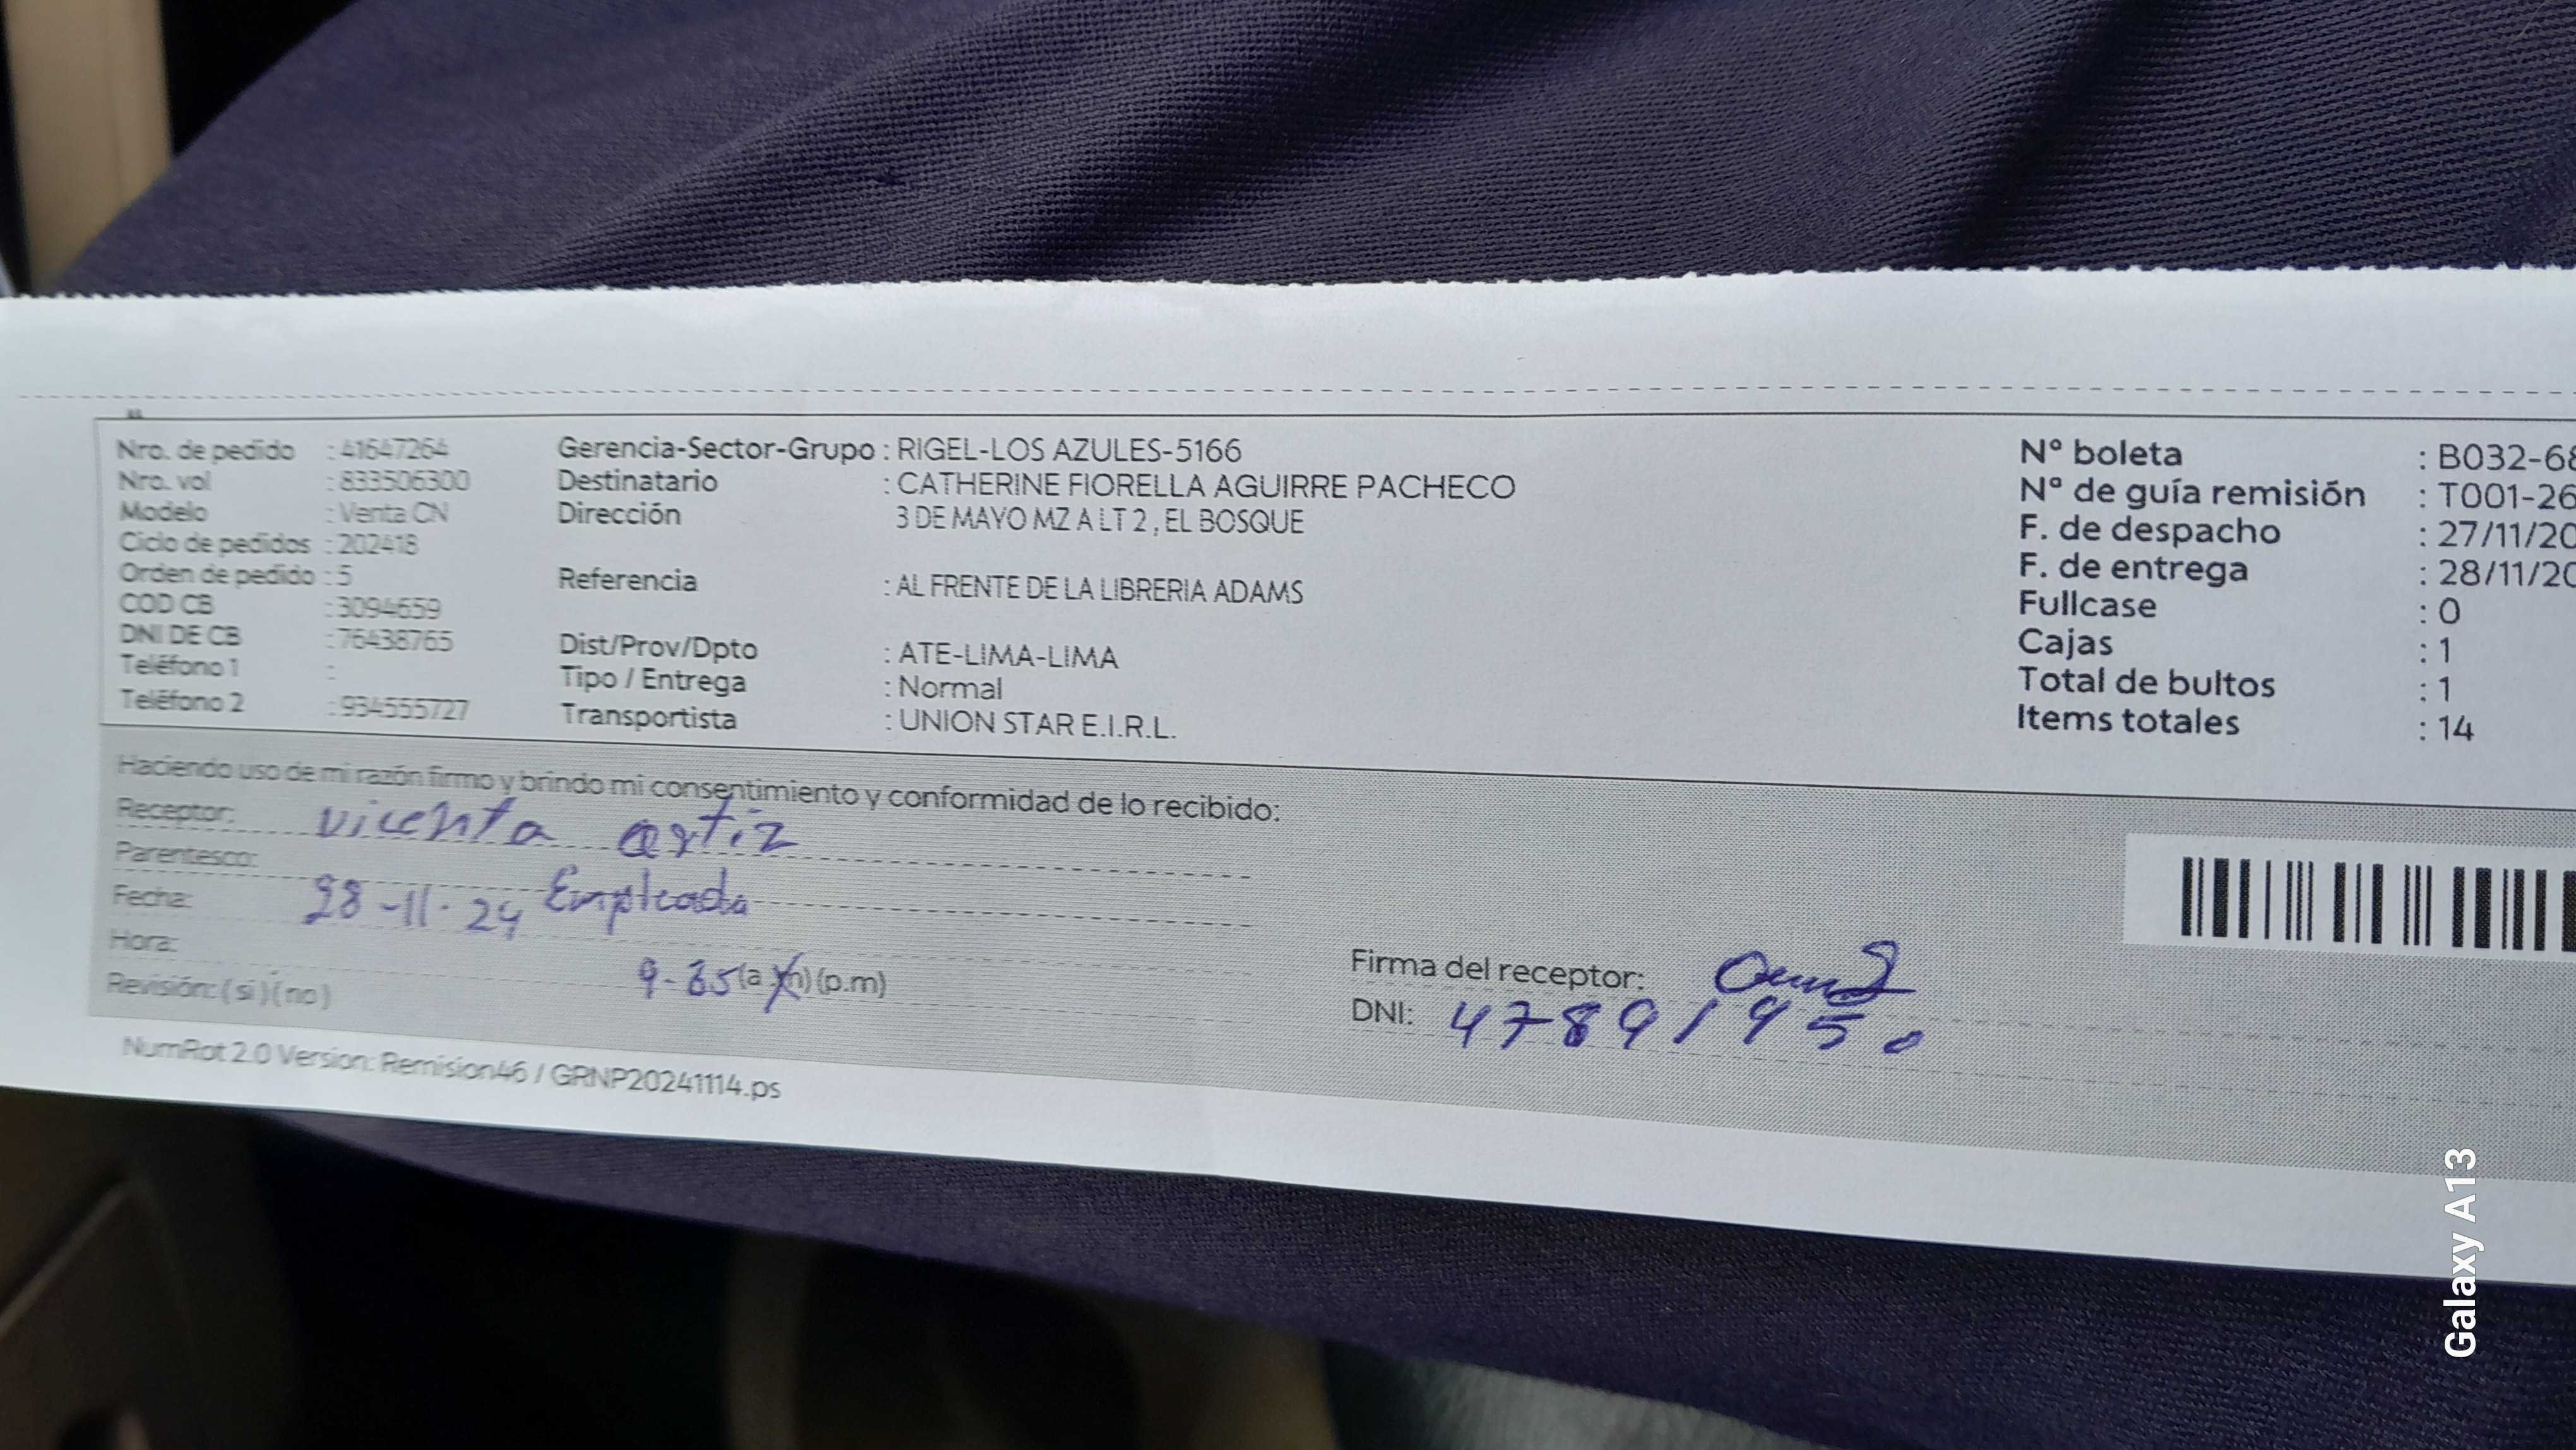 Nro. de pedido : 41647264
Nro. vol : 833506300
Modelo : Venta CN
Ciclo de pedidos : 202418
Orden de pedido : 5
COD CB : 3094659
DNI DE CB : 76438765
Teléfono 1 :
Teléfono 2 : 934555727
Gerencia-Sector-Grupo : RIGEL-LOS AZULES-5166
Destinatario : CATHERINE FIORELLA AGUIRRE PACHECO
Dirección 3 DE MAYO MZ A LT 2 , EL BOSQUE
Referencia : AL FRENTE DE LA LIBRERIA ADAMS
Dist/Prov/Dpto : ATE-LIMA-LIMA
Tipo / Entrega : Normal
Transportista : UNION STAR E.I.R.L.
Nº boleta : B032-68
Nº de guía remisión : T001-26
F. de despacho : 27/11/20
F. de entrega : 28/11/20
Fullcase : 0
Cajas : 1
Total de bultos : 1
Items totales : 14
Haciendo uso de mi razón firmo y brindo mi consentimiento y conformidad de lo recibido:
Receptor: vicenta ortiz
Parentesco: Empleada
Fecha: 28-11-24
Hora: 9-35 (a.m) (p.m)
Revisión: ( si ) ( no )
Firma del receptor:
DNI: 47891950
NumRot 2.0 Version: Remision46 / GRNP20241114.ps
Galaxy A13